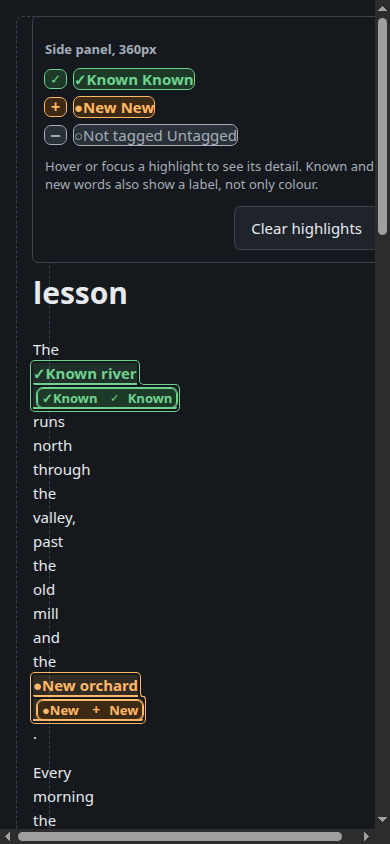 Side panel, 360px
✓ ✓Known Known
+ ●New New
— ○Not tagged Untagged
Hover or focus a highlight to see its detail. Known and
new words also show a label, not only colour.
Clear highlights
lesson
The
✓Known river
✓Known ✓ Known
runs
north
through
the
valley,
past
the
old
mill
and
the
●New orchard
●New + New
.
Every
morning
the